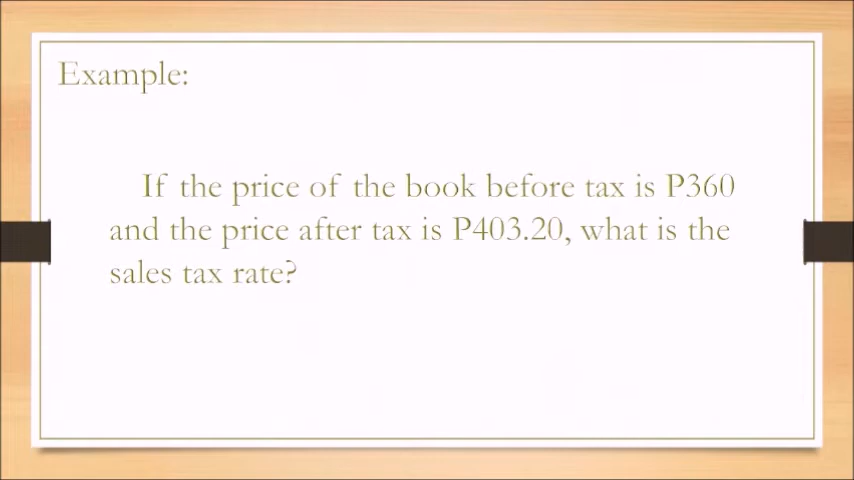 Example:
If the price of the book before tax is P360
and the price after tax is P403.20, what is the
sales tax rate?